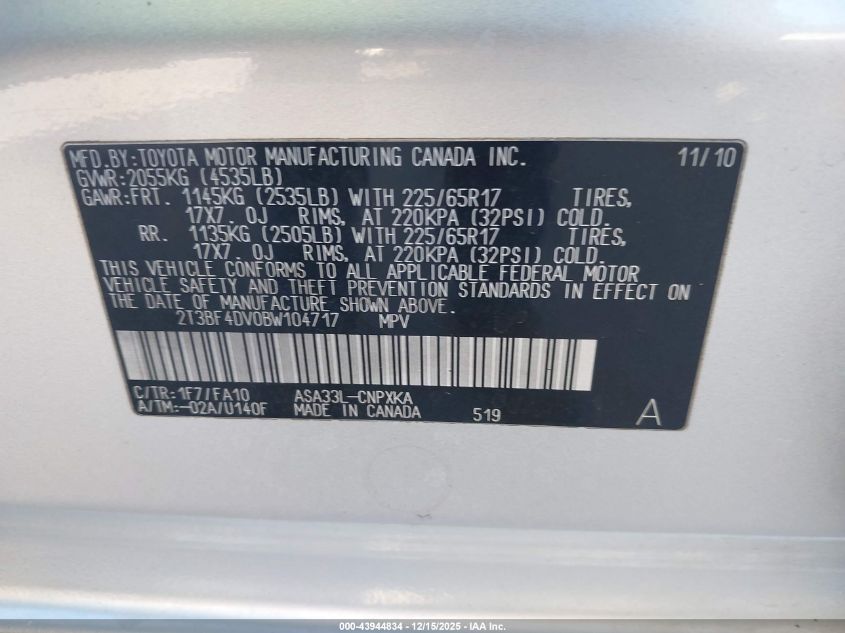 MFD.BY:TOYOTA MOTOR MANUFACTURING CANADA INC. 11/10
GVWR:2055KG (4535LB)
GAWR:FRT. 1145KG (2535LB) WITH 225/65R17 TIRES,
17X7.0J RIMS, AT 220KPA (32PSI) COLD.
RR. 1135KG (2505LB) WITH 225/65R17 TIRES,
17X7.0J RIMS, AT 220KPA (32PSI) COLD.
THIS VEHICLE CONFORMS TO ALL APPLICABLE FEDERAL MOTOR
VEHICLE SAFETY AND THEFT PREVENTION STANDARDS IN EFFECT ON
THE DATE OF MANUFACTURE SHOWN ABOVE.
2T3BF4DV0BW104717 MPV
C/TR:1F7/FA10 ASA33L-CNPXKA
A/TM:-02A/U140F MADE IN CANADA 519 A
000-43944834 - 12/15/2025 - IAA Inc.